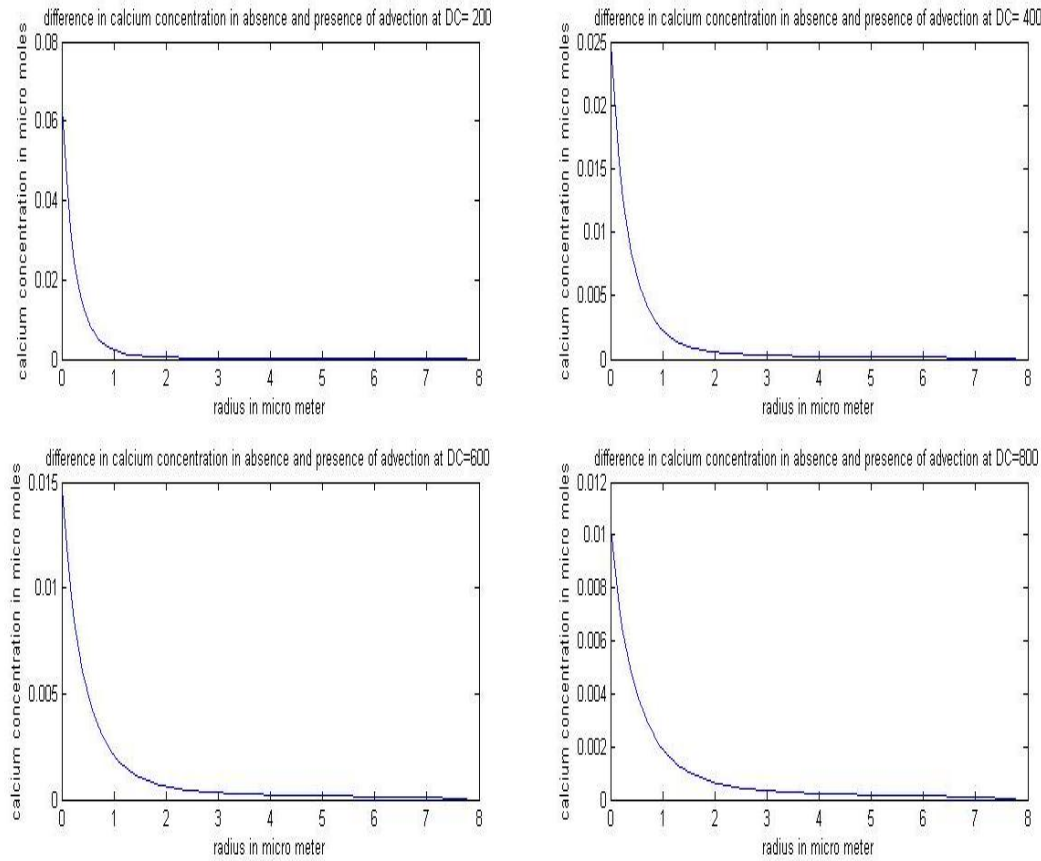 difference in calcium concentration in absence and presence of advection at DC= 200
calcium concentration in micro moles
0.08
0.06
0.04
0.02
0
0 1 2 3 4 5 6 7 8
radius in micro meter
difference in calcium concentration in absence and presence of advection at DC= 400
calcium concentration in micro moles
0.025
0.02
0.015
0.01
0.005
0
0 1 2 3 4 5 6 7 8
radius in micro meter
difference in calcium concentration in absence and presence of advection at DC=600
calcium concentration in micro moles
0.015
0.01
0.005
0
0 1 2 3 4 5 6 7 8
radius in micro meter
difference in calcium concentration in absence and presence of advection at DC=800
calcium concentration in micro moles
0.012
0.01
0.008
0.006
0.004
0.002
0
0 1 2 3 4 5 6 7 8
radius in micro meter